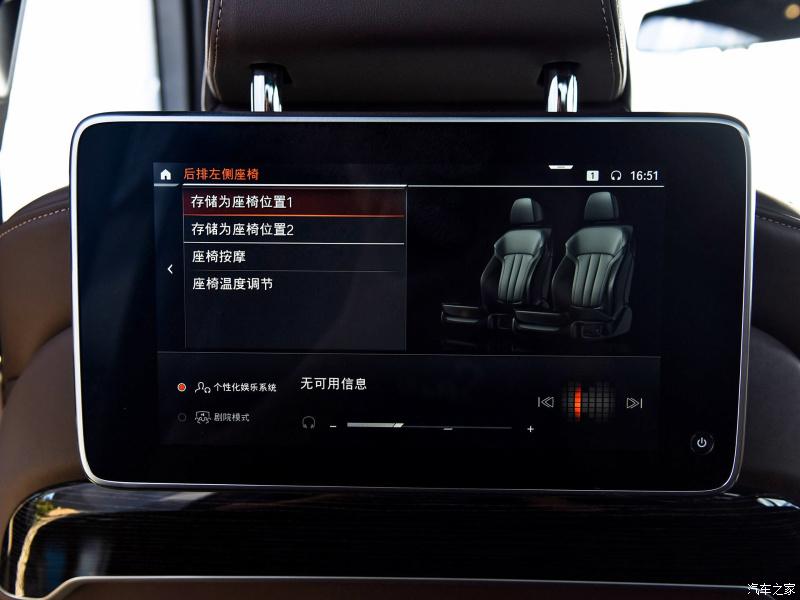 后排左侧座椅
1
16:51
存储为座椅位置1
存储为座椅位置2
座椅按摩
座椅温度调节
个性化娱乐系统
无可用信息
剧院模式
汽车之家